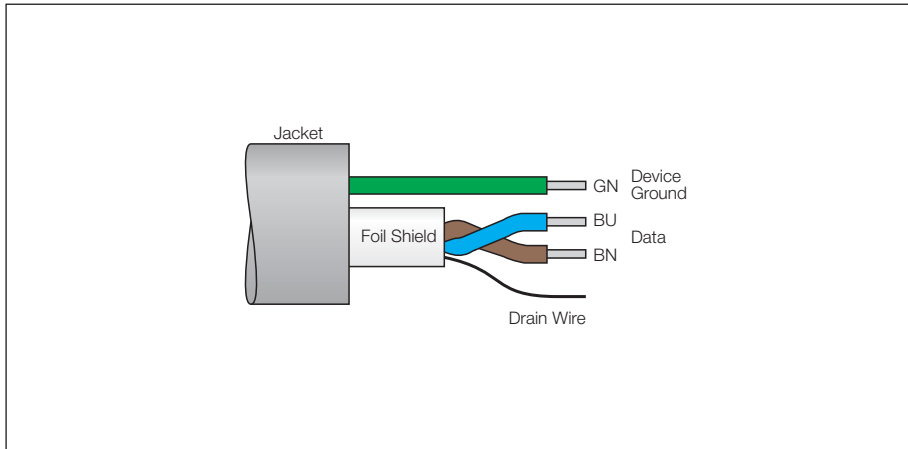 Jacket
GN
Device
Ground
Foil Shield
BU
BN
Data
Drain Wire